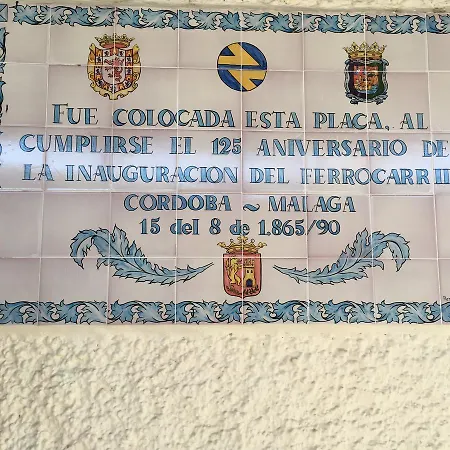 FUE COLOCADA ESTA PLACA, AL
CUMPLIRSE EL 125 ANIVERSARIO DE
LA INAUGURACION DEL FERROCARRIL
CORDOBA ~ MALAGA
15 del 8 de 1.865/90